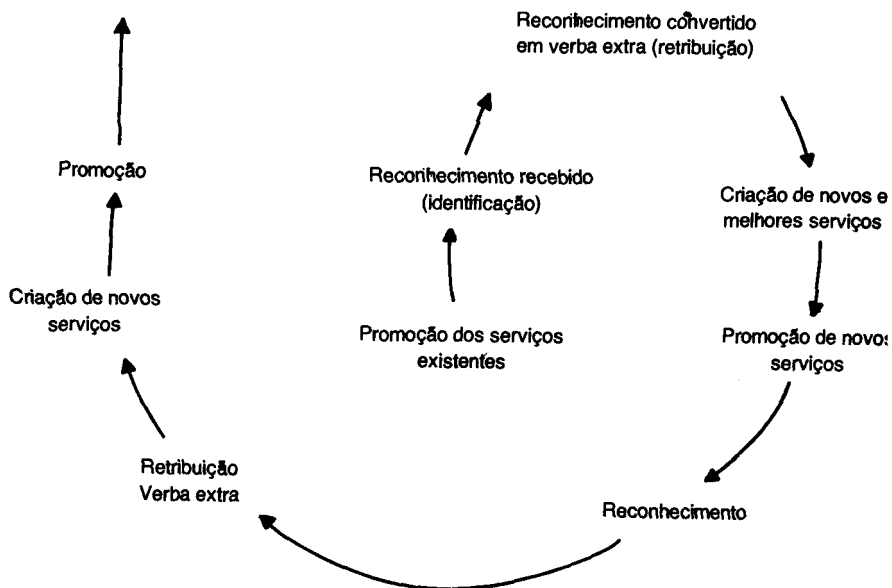 Reconhecimento convertido
em verba extra (retribuição)
Promoção
Reconhecimento recebido
(identificação)
Criação de novos e
melhores serviços
Criação de novos
serviços
Promoção dos serviços
existentes
Promoção de novos
serviços
Retribuição
Verba extra
Reconhecimento